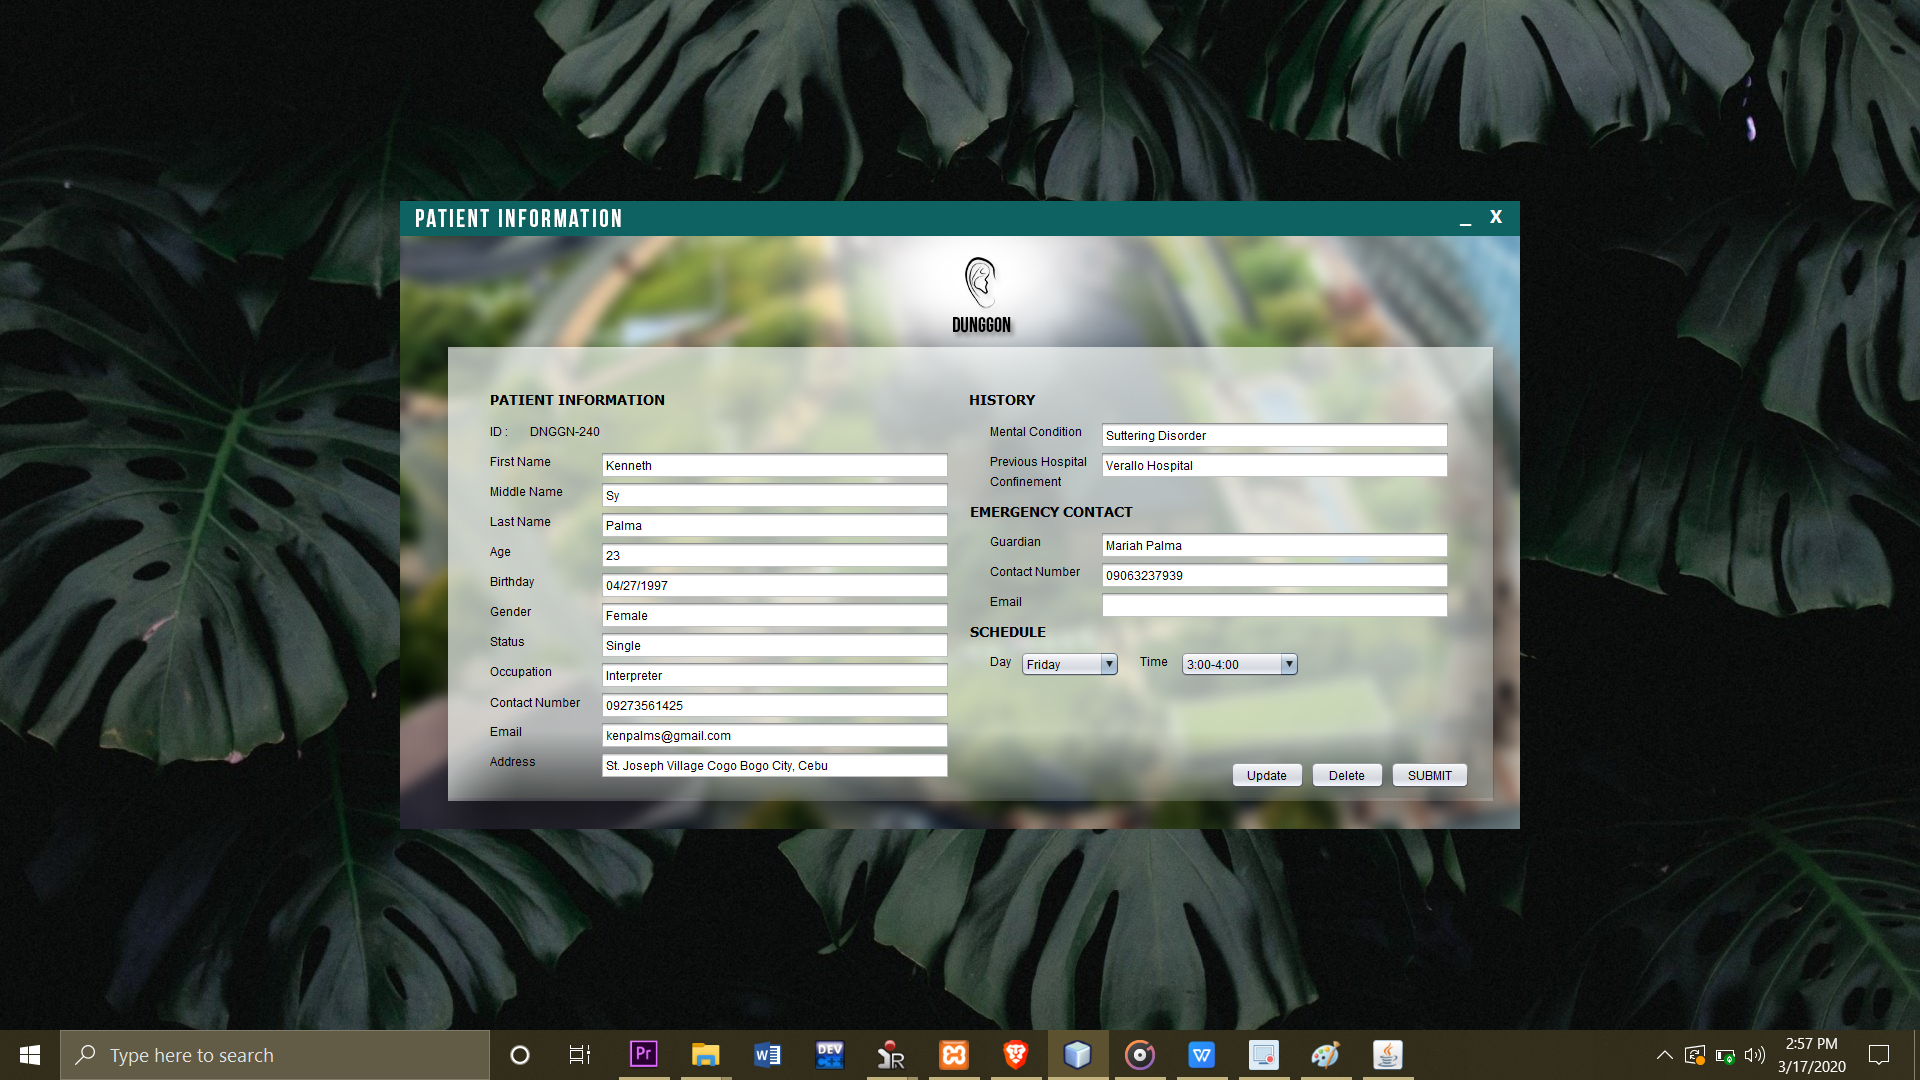 PATIENT INFORMATION
_ X
DUNGGON
PATIENT INFORMATION
ID : DNGGN-240
First Name Kenneth
Middle Name Sy
Last Name Palma
Age 23
Birthday 04/27/1997
Gender Female
Status Single
Occupation Interpreter
Contact Number 09273561425
Email kenpalms@gmail.com
Address St. Joseph Village Cogo Bogo City, Cebu
HISTORY
Mental Condition Suttering Disorder
Previous Hospital Verallo Hospital
Confinement
EMERGENCY CONTACT
Guardian Mariah Palma
Contact Number 09063237939
Email
SCHEDULE
Day Friday Time 3:00-4:00
Update Delete SUBMIT
Type here to search
Pr
W
DEV
C++
R
W
2:57 PM
3/17/2020